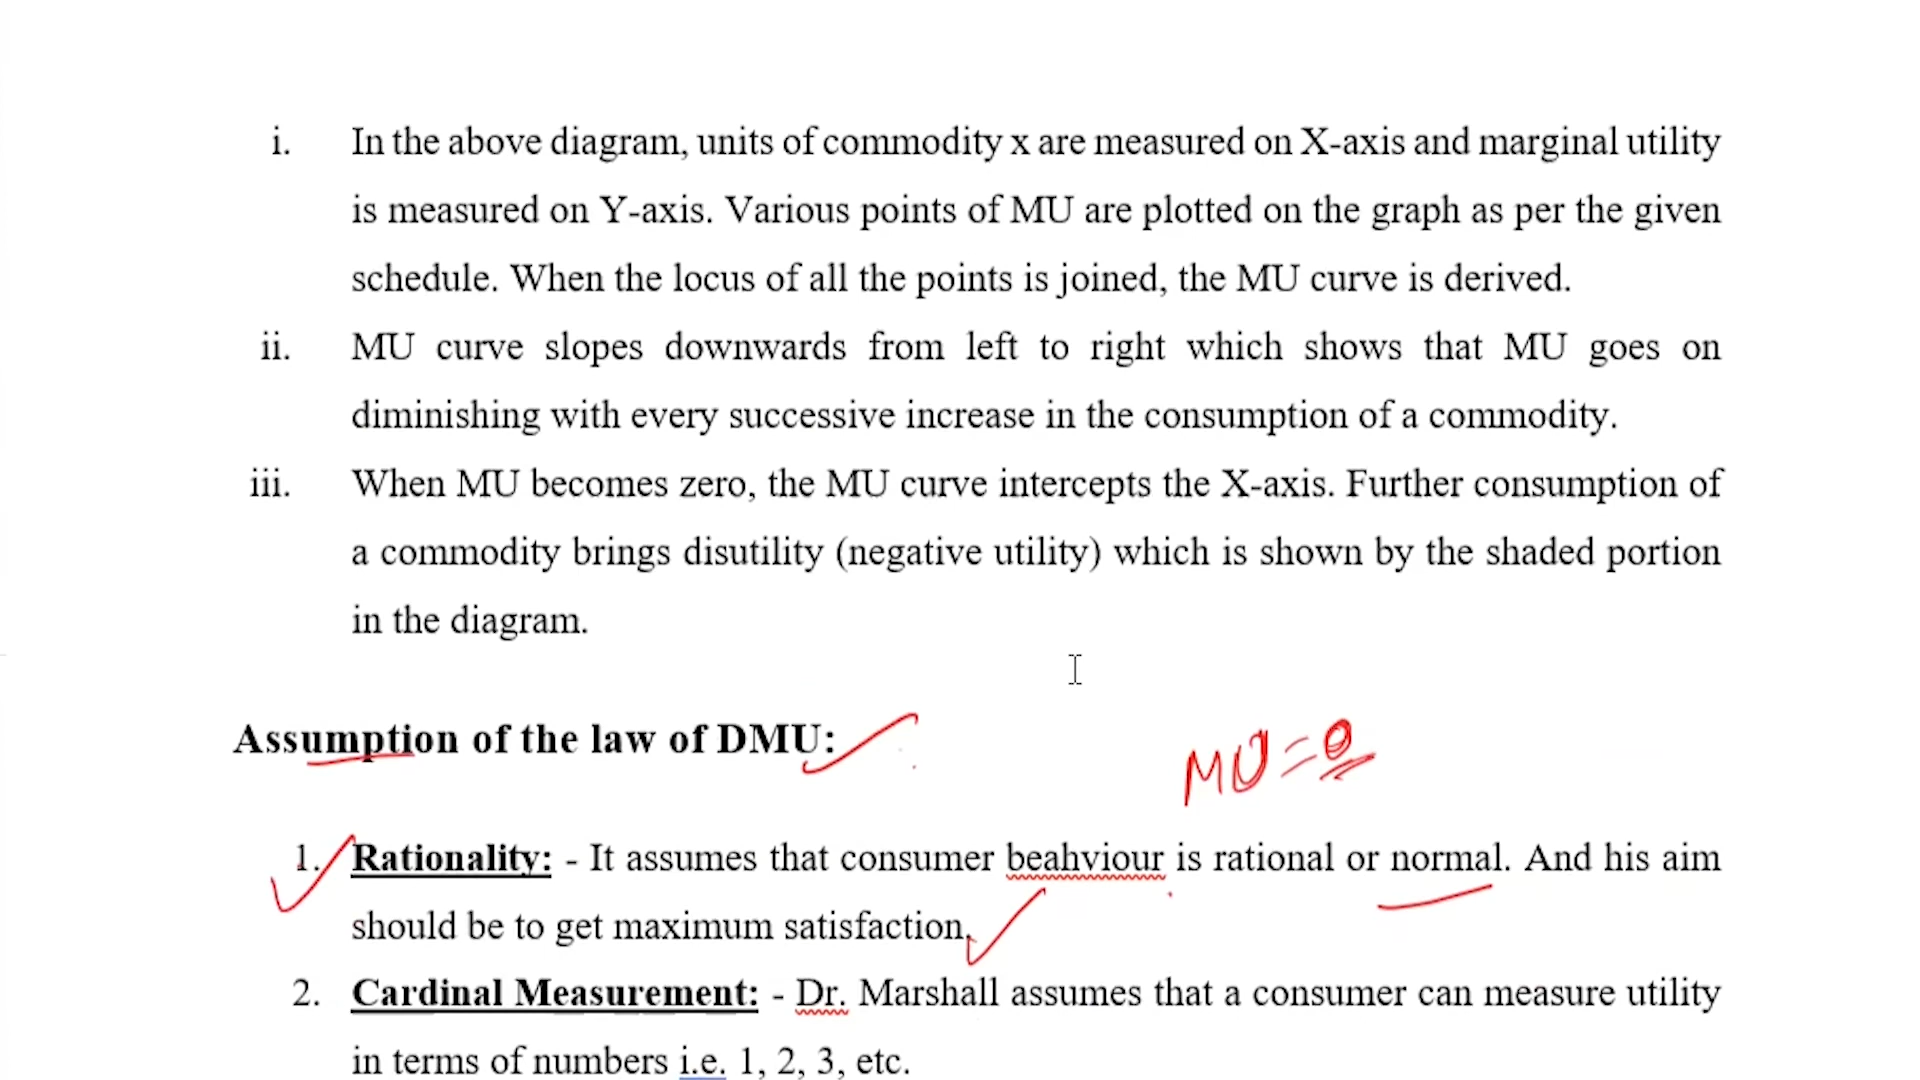 i. In the above diagram, units of commodity x are measured on X-axis and marginal utility
is measured on Y-axis. Various points of MU are plotted on the graph as per the given
schedule. When the locus of all the points is joined, the MU curve is derived.
ii. MU curve slopes downwards from left to right which shows that MU goes on
diminishing with every successive increase in the consumption of a commodity.
iii. When MU becomes zero, the MU curve intercepts the X-axis. Further consumption of
a commodity brings disutility (negative utility) which is shown by the shaded portion
in the diagram.
Assumption of the law of DMU:
MU=0
1. Rationality: - It assumes that consumer beahviour is rational or normal. And his aim
should be to get maximum satisfaction.
2. Cardinal Measurement: - Dr. Marshall assumes that a consumer can measure utility
in terms of numbers i.e. 1, 2, 3, etc.